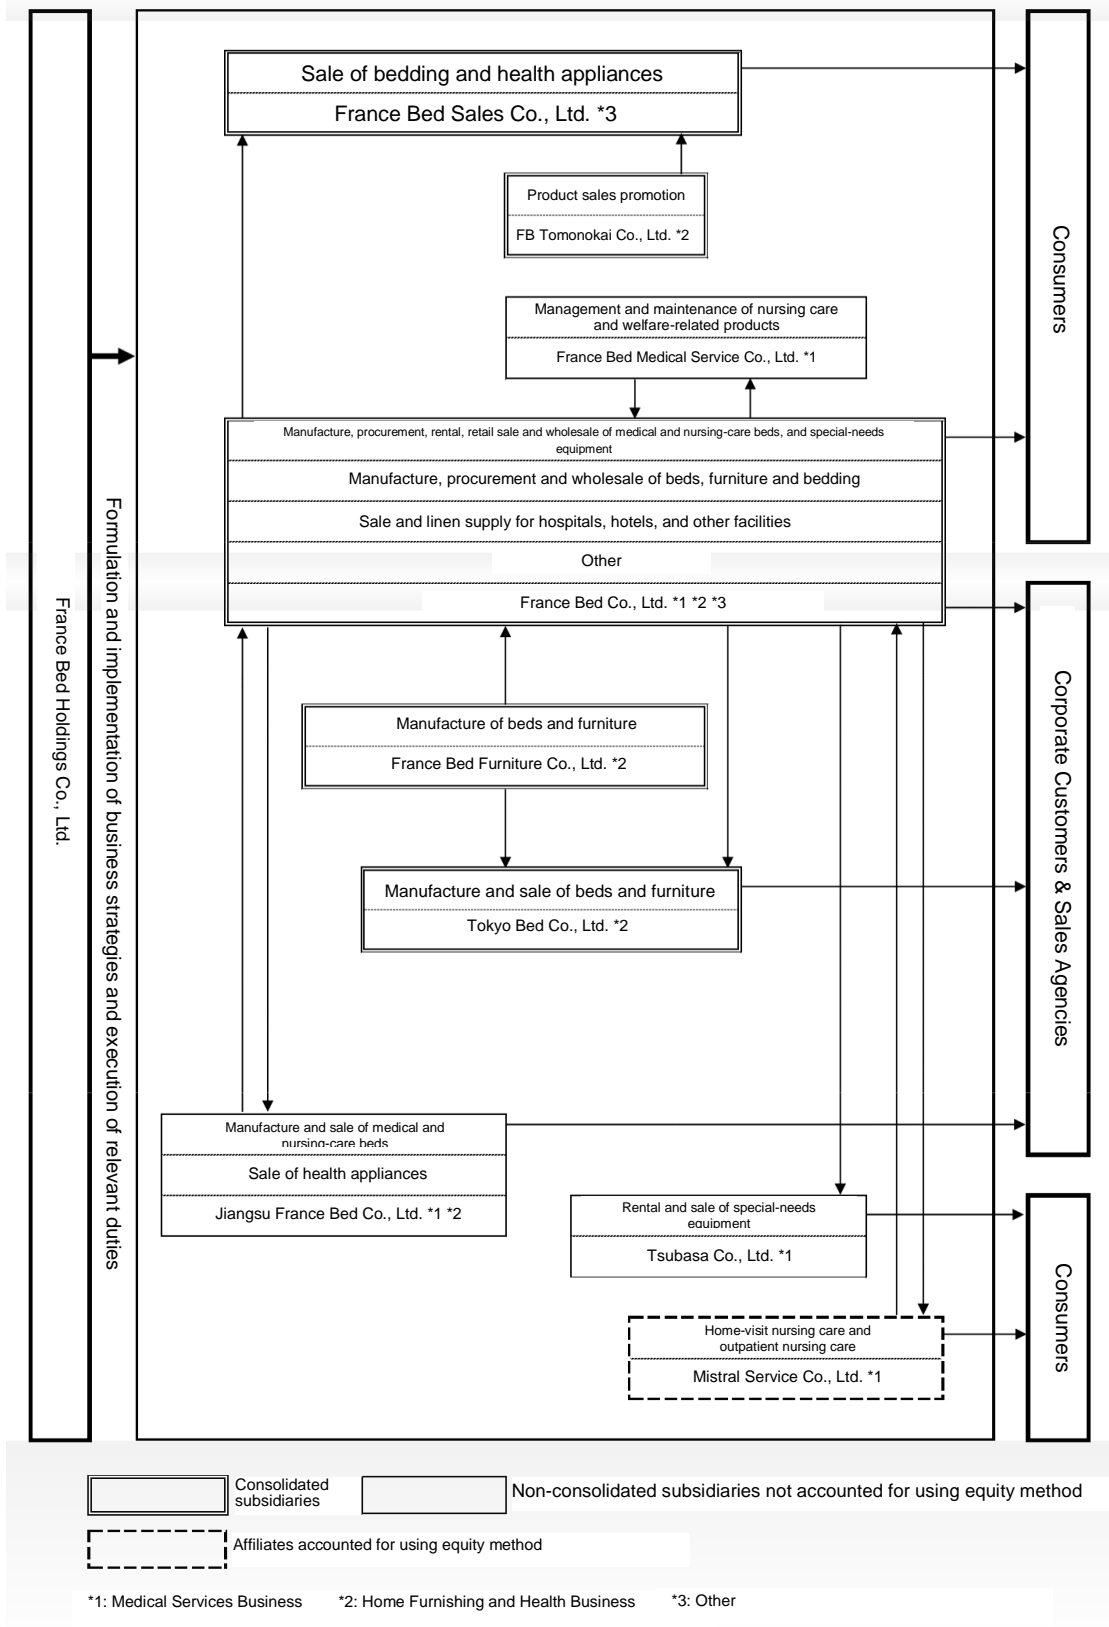 France Bed Holdings Co., Ltd.
Formulation and implementation of business strategies and execution of relevant duties
Sale of bedding and health appliances
France Bed Sales Co., Ltd. *3
Product sales promotion
FB Tomonokai Co., Ltd. *2
Management and maintenance of nursing care
and welfare-related products
France Bed Medical Service Co., Ltd. *1
Consumers
Manufacture, procurement, rental, retail sale and wholesale of medical and nursing-care beds, and special-needs
equipment
Manufacture, procurement and wholesale of beds, furniture and bedding
Sale and linen supply for hospitals, hotels, and other facilities
Other
France Bed Co., Ltd. *1 *2 *3
Manufacture of beds and furniture
France Bed Furniture Co., Ltd. *2
Manufacture and sale of beds and furniture
Tokyo Bed Co., Ltd. *2
Corporate Customers & Sales Agencies
Manufacture and sale of medical and
nursing-care beds
Sale of health appliances
Jiangsu France Bed Co., Ltd. *1 *2
Rental and sale of special-needs
equipment
Tsubasa Co., Ltd. *1
Home-visit nursing care and
outpatient nursing care
Mistral Service Co., Ltd. *1
Consumers
Consolidated
subsidiaries
Non-consolidated subsidiaries not accounted for using equity method
Affiliates accounted for using equity method
*1: Medical Services Business *2: Home Furnishing and Health Business *3: Other